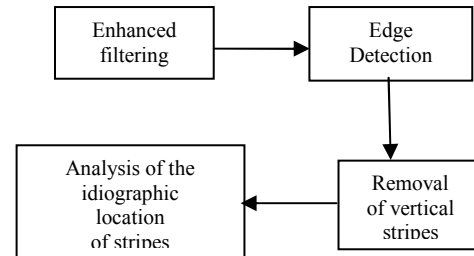 Enhanced
filtering
Edge
Detection
Removal
of vertical
stripes
Analysis of the
idiographic
location
of stripes